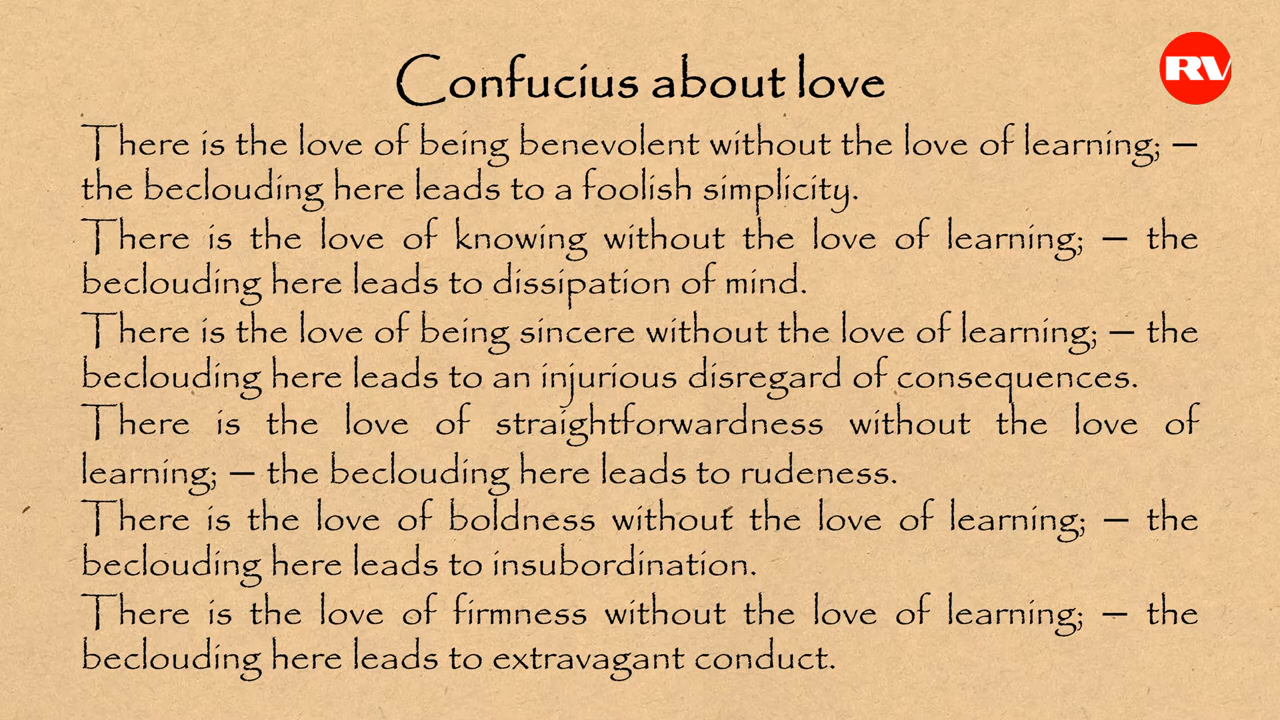 Confucius about love
RV
There is the love of being benevolent without the love of learning; —
the beclouding here leads to a foolish simplicity.
There is the love of knowing without the love of learning; — the
beclouding here leads to dissipation of mind.
There is the love of being sincere without the love of learning; — the
beclouding here leads to an injurious disregard of consequences.
There is the love of straightforwardness without the love of
learning; — the beclouding here leads to rudeness.
There is the love of boldness without the love of learning; — the
beclouding here leads to insubordination.
There is the love of firmness without the love of learning; — the
beclouding here leads to extravagant conduct.